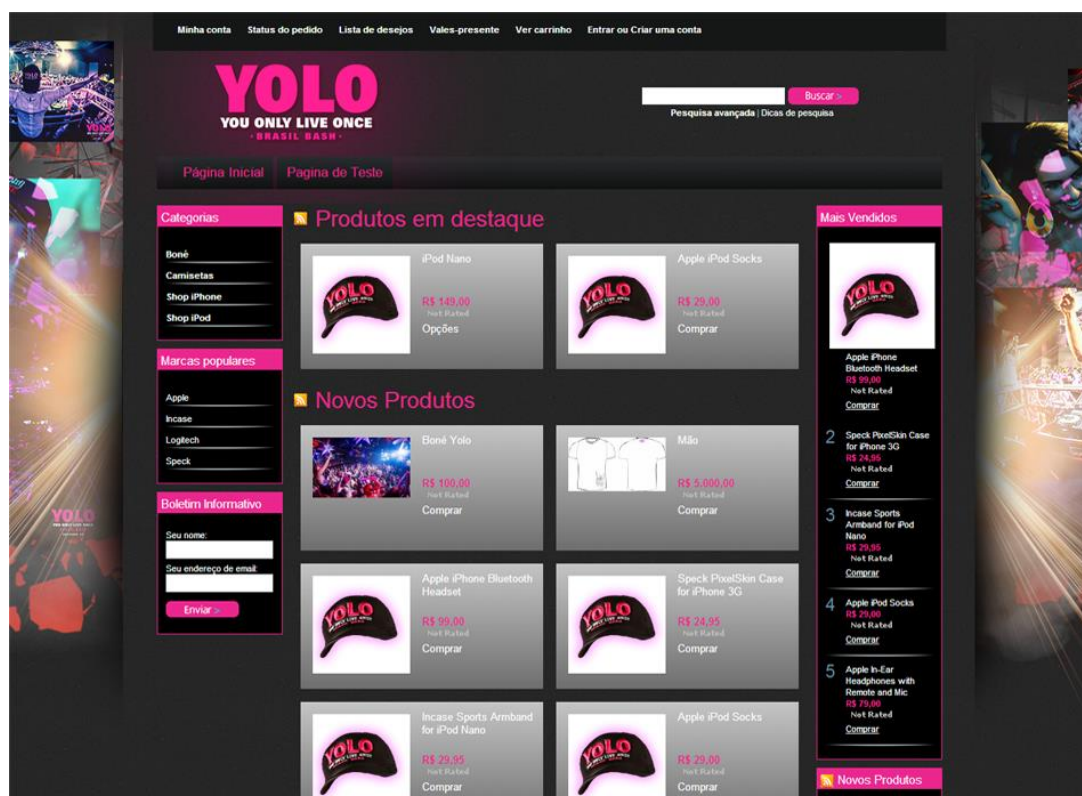 Minha conta Status do pedido Lista de desejos Vales-presente Ver carrinho Entrar ou Criar uma conta
YOLO
YOU ONLY LIVE ONCE
· BRASIL BASH ·
Buscar >
Pesquisa avançada | Dicas de pesquisa
Página Inicial Pagina de Teste
Categorias
Boné
Camisetas
Shop iPhone
Shop iPod
Marcas populares
Apple
Incase
Logitech
Speck
Boletim Informativo
Seu nome:
Seu endereço de email:
Enviar >
Produtos em destaque
iPod Nano
R$ 149,00
Not Rated
Opções
Apple iPod Socks
R$ 29,00
Not Rated
Comprar
Novos Produtos
Boné Yolo
R$ 100,00
Not Rated
Comprar
Mão
R$ 5.000,00
Not Rated
Comprar
Apple iPhone Bluetooth
Headset
R$ 99,00
Not Rated
Comprar
Speck PixelSkin Case
for iPhone 3G
R$ 24,95
Not Rated
Comprar
Incase Sports Armband
for iPod Nano
R$ 29,95
Not Rated
Comprar
Apple iPod Socks
R$ 29,00
Not Rated
Comprar
Mais Vendidos
YOLO
Apple iPhone
Bluetooth Headset
R$ 99,00
Not Rated
Comprar
2 Speck PixelSkin Case
for iPhone 3G
R$ 24,95
Not Rated
Comprar
3 Incase Sports
Armband for iPod
Nano
R$ 29,95
Not Rated
Comprar
4 Apple iPod Socks
R$ 29,00
Not Rated
Comprar
5 Apple In-Ear
Headphones with
Remote and Mic
R$ 79,00
Not Rated
Comprar
Novos Produtos